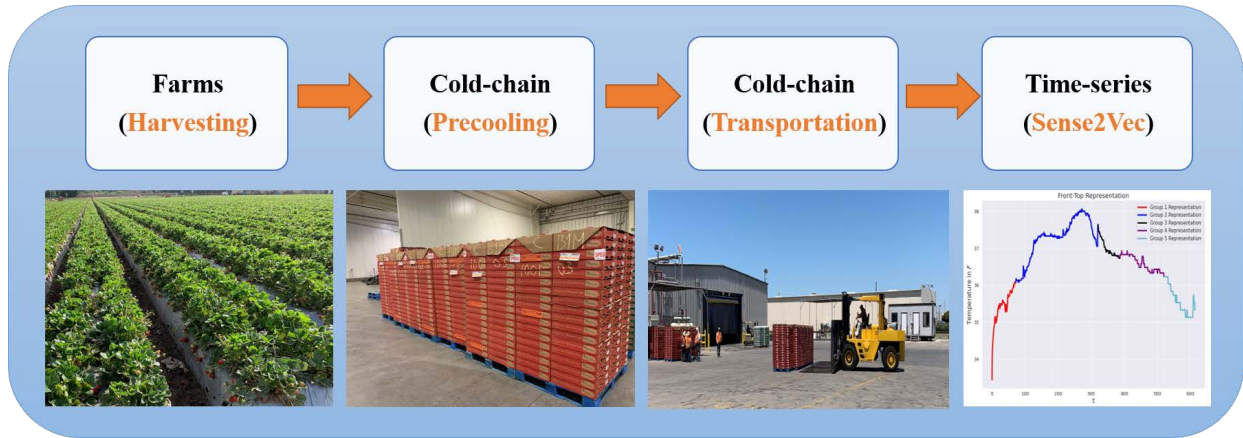 Farms
(Harvesting)
Cold-chain
(Precooling)
Cold-chain
(Transportation)
Time-series
(Sense2Vec)
Front-Top Representation
Group 1 Representation
Group 2 Representation
Group 3 Representation
Group 4 Representation
Group 5 Representation
Temperature in F
38
37
36
35
34
0
100
200
300
400
500
600
t